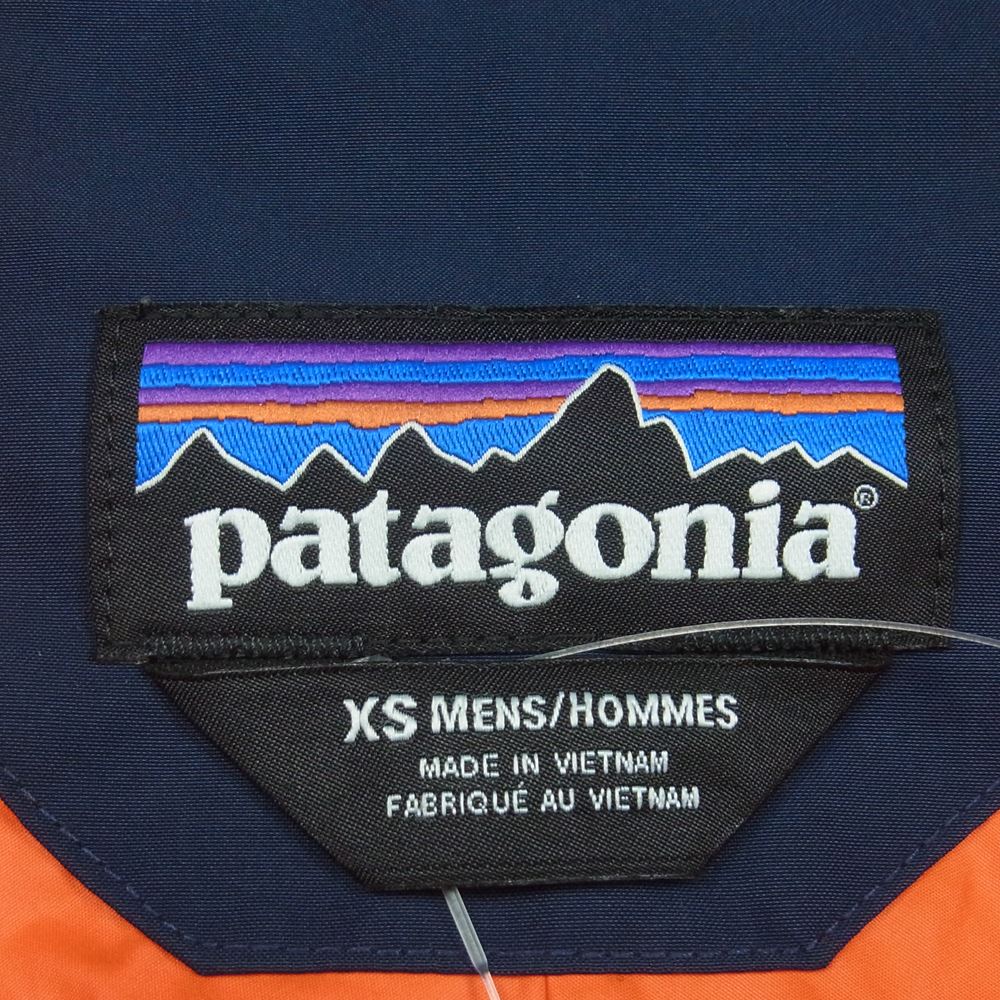 patagonia®
XS MENS/HOMMES
MADE IN VIETNAM
FABRIQUÉ AU VIETNAM